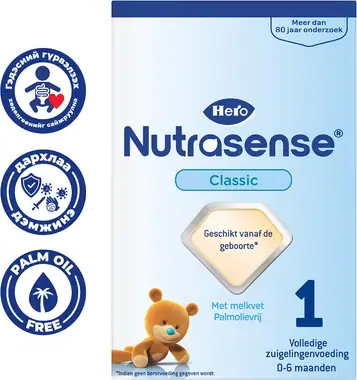 Гэдэсний гүрвэлзэх
хөдөлгөөнийг сайжруулна
дархлаа
дэмжинэ
PALM OIL
FREE
Meer dan
80 jaar onderzoek
Hero
Nutrasense®
Classic
Geschikt vanaf de
geboorte*
Met melkvet
Palmolievrij
1
Volledige
zuigelingenvoeding
0-6 maanden
*Indien geen borstvoeding gegeven wordt.